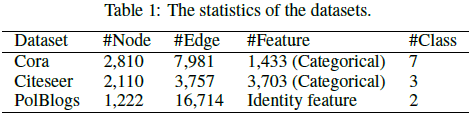 Table 1: The statistics of the datasets.
Dataset #Node #Edge #Feature #Class
Cora 2,810 7,981 1,433 (Categorical) 7
Citeseer 2,110 3,757 3,703 (Categorical) 3
PolBlogs 1,222 16,714 Identity feature 2